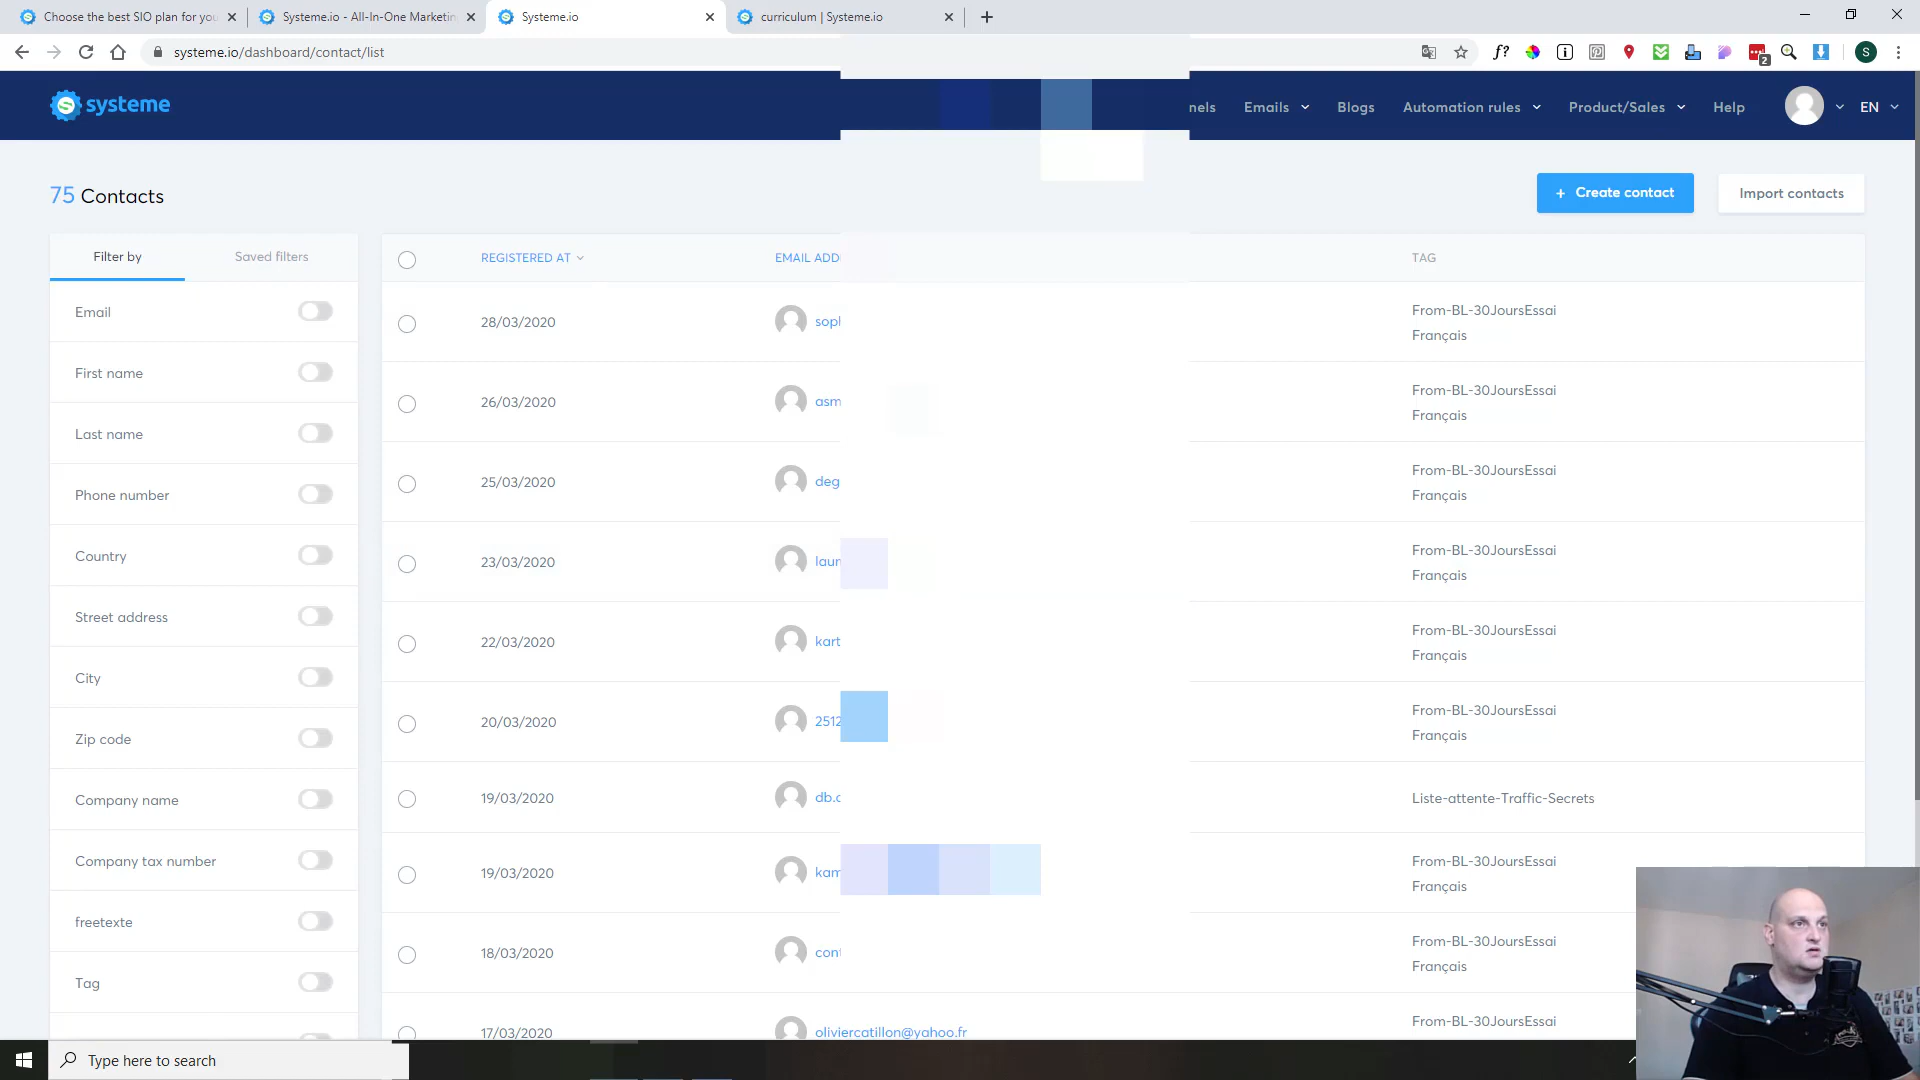 Choose the best SIO plan for you
Systeme.io - All-In-One Marketin
Systeme.io
curriculum | Systeme.io
systeme.io/dashboard/contact/list
f?
2
S
systeme
nels
Emails
Blogs
Automation rules
Product/Sales
Help
EN
75 Contacts
+ Create contact
Import contacts
Filter by
Saved filters
Email
First name
Last name
Phone number
Country
Street address
City
Zip code
Company name
Company tax number
freetexte
Tag
REGISTERED AT
EMAIL ADD
TAG
28/03/2020
sopl
From-BL-30JoursEssai
Français
26/03/2020
asm
From-BL-30JoursEssai
Français
25/03/2020
deg
From-BL-30JoursEssai
Français
23/03/2020
laur
From-BL-30JoursEssai
Français
22/03/2020
kart
From-BL-30JoursEssai
Français
20/03/2020
2512
From-BL-30JoursEssai
Français
19/03/2020
db.c
Liste-attente-Traffic-Secrets
19/03/2020
kam
From-BL-30JoursEssai
Français
18/03/2020
cont
From-BL-30JoursEssai
Français
17/03/2020
oliviercatillon@yahoo.fr
From-BL-30JoursEssai
Type here to search